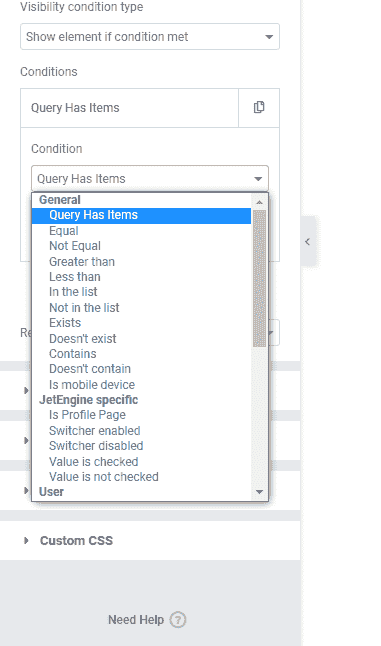 Visibility condition type
Show element if condition met
Conditions
Query Has Items
Condition
Query Has Items
General
Query Has Items
Equal
Not Equal
Greater than
Less than
In the list
Not in the list
Exists
Doesn't exist
Contains
Doesn't contain
Is mobile device
JetEngine specific
Is Profile Page
Switcher enabled
Switcher disabled
Value is checked
Value is not checked
User
Custom CSS
Need Help ?